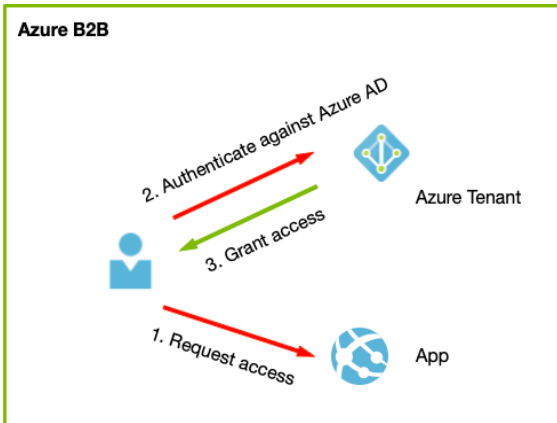 Azure B2B
2. Authenticate against Azure AD
Azure Tenant
3. Grant access
1. Request access
App